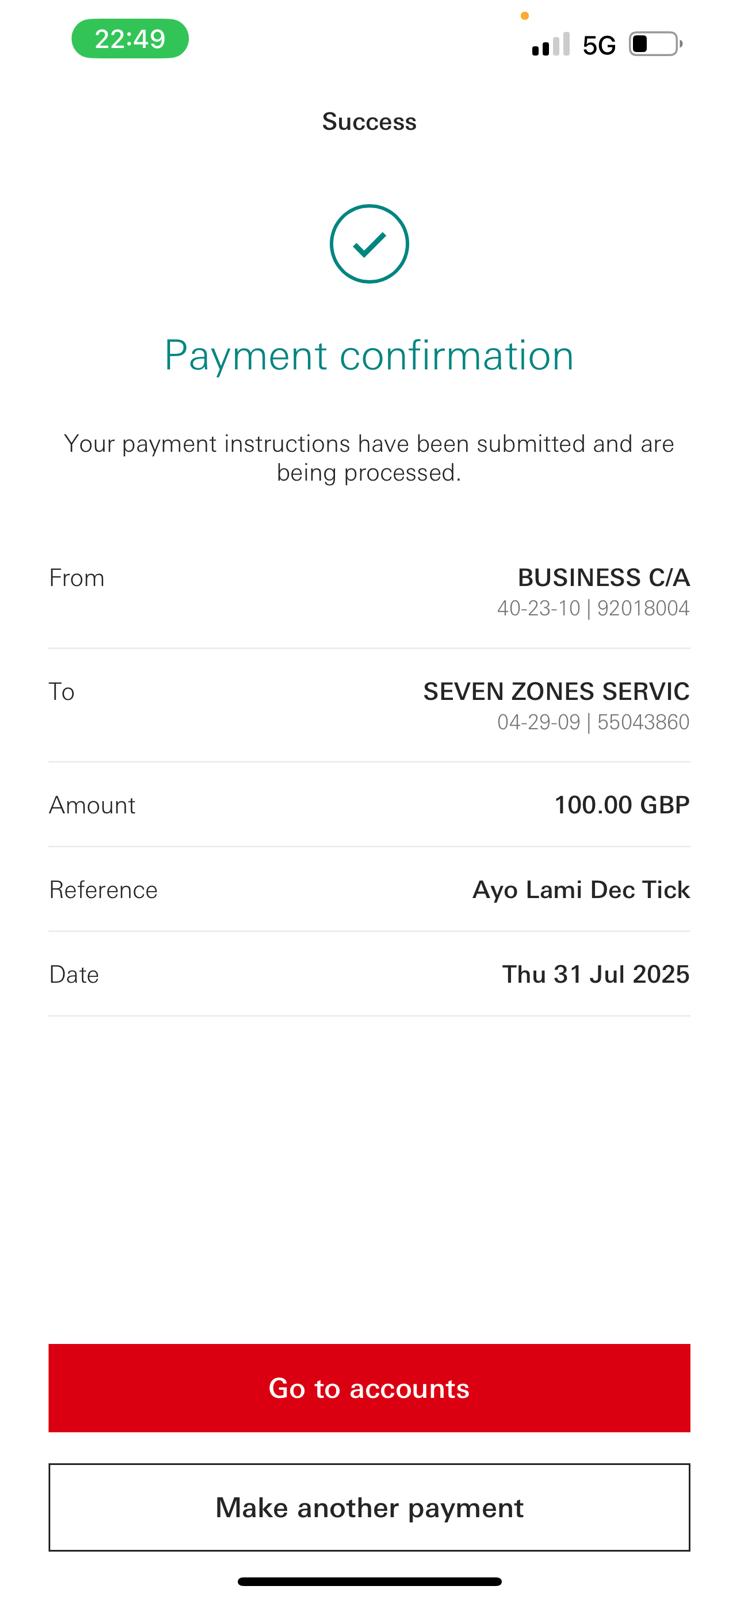 22:49
5G
Success
Payment confirmation
Your payment instructions have been submitted and are
being processed.
From
BUSINESS C/A
40-23-10 | 92018004
To
SEVEN ZONES SERVIC
04-29-09 | 55043860
Amount
100.00 GBP
Reference
Ayo Lami Dec Tick
Date
Thu 31 Jul 2025
Go to accounts
Make another payment